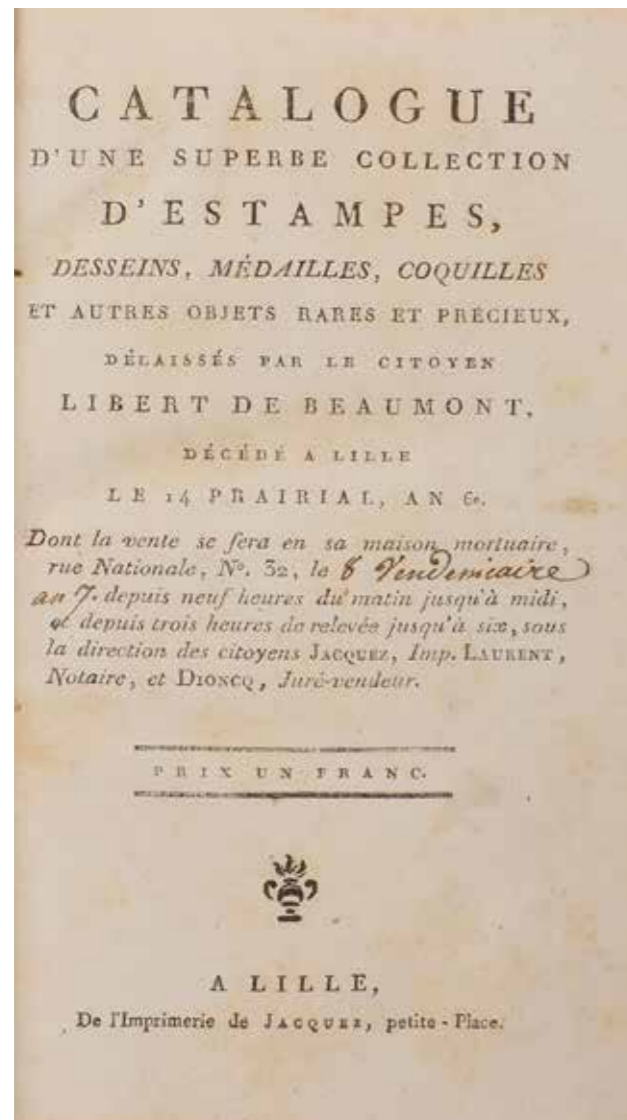 CATALOGUE
D'UNE SUPERBE COLLECTION
D'ESTAMPES,
DESSEINS, MÉDAILLES, COQUILLES
ET AUTRES OBJETS RARES ET PRÉCIEUX,
DÉLAISSÉS PAR LE CITOYEN
LIBERT DE BEAUMONT,
DÉCÉDÉ A LILLE
LE 14 PRAIRIAL, AN 6e.
Dont la vente se fera en sa maison mortuaire,
rue Nationale, No. 32, le 8 Vendemiaire
an 7. depuis neuf heures du matin jusqu'à midi,
et depuis trois heures de relevée jusqu'à six, sous
la direction des citoyens JACQUEZ, Imp. LAURENT,
Notaire, et DIONCQ, Juré-vendeur.
PRIX UN FRANC.
A LILLE,
De l'Imprimerie de JACQUEZ, petite-Place.